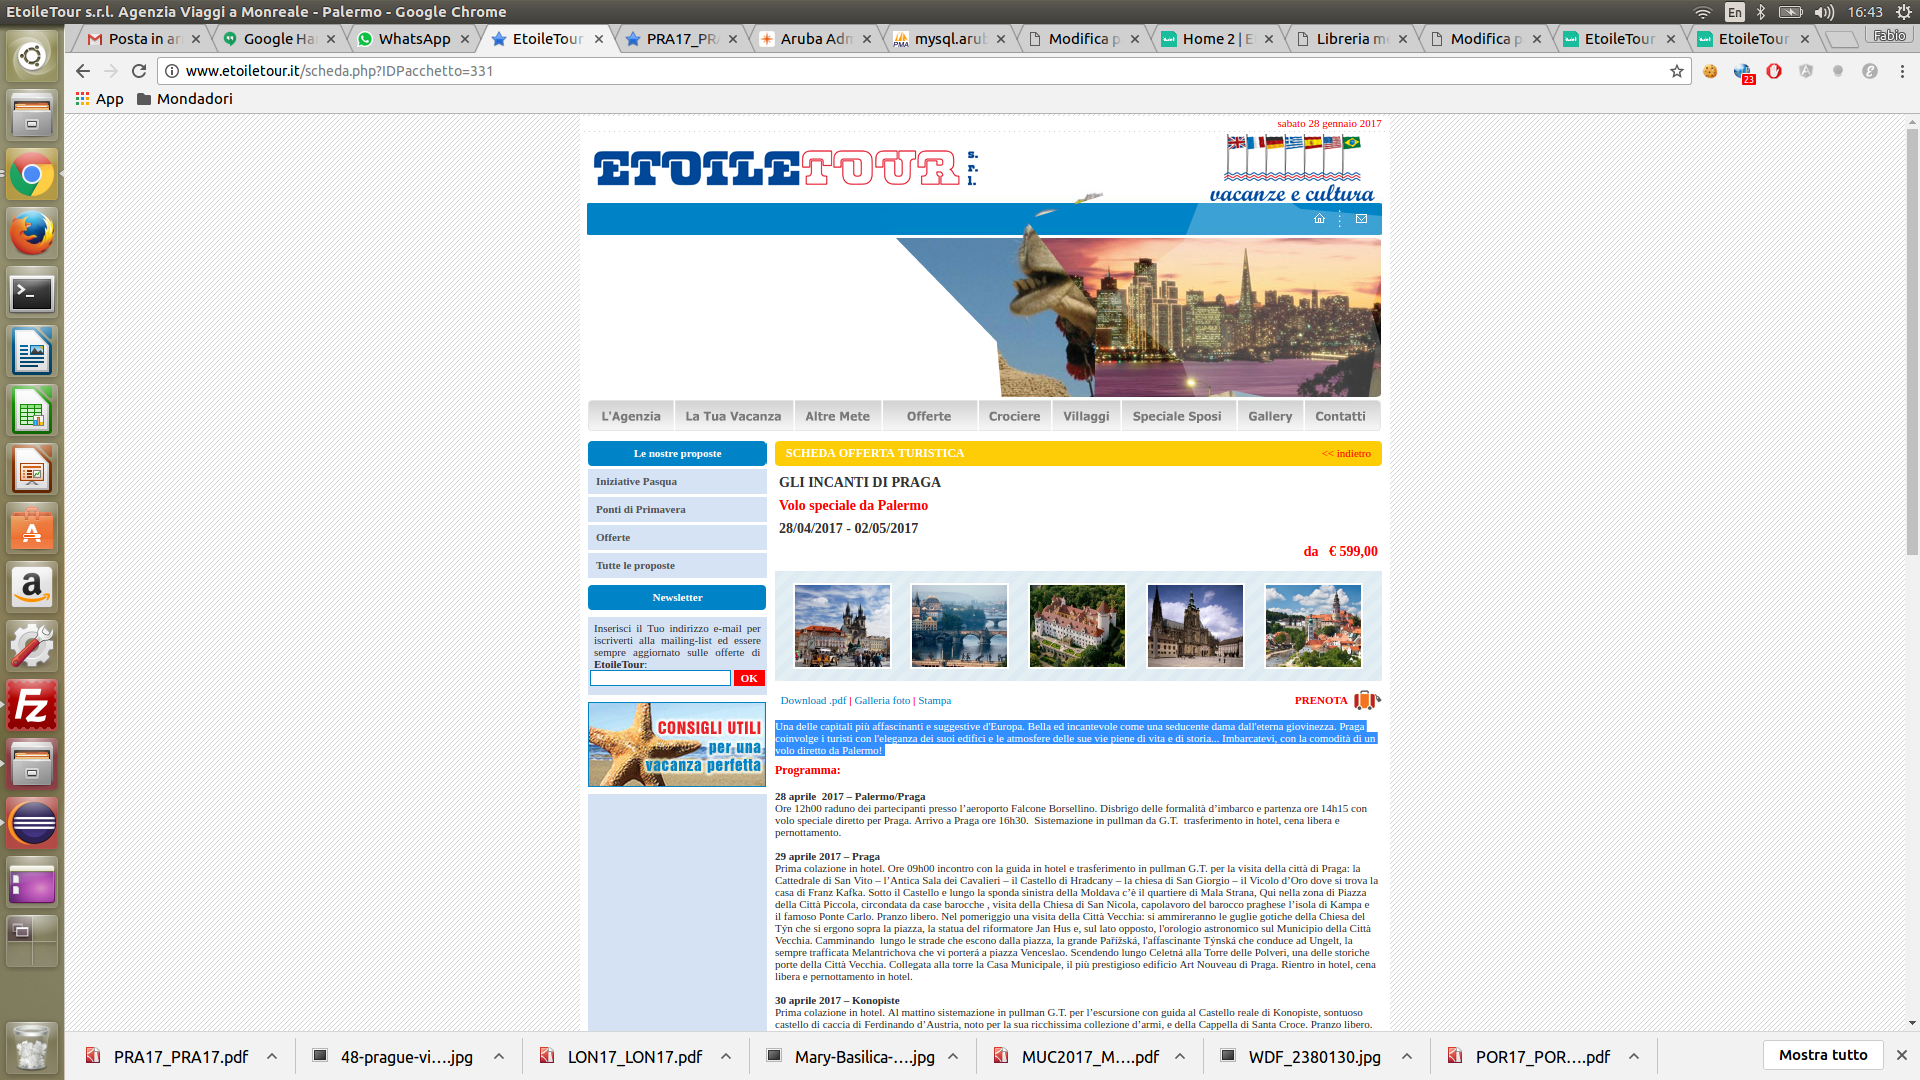 EtoileTour s.r.l. Agenzia Viaggi a Monreale - Palermo - Google Chrome
En
16:43
Posta in ar
Google Ha
WhatsApp
EtoileTour
PRA17_PR
Aruba Adm
mysql.arub
Modifica p
Home 2 | E
Libreria me
Modifica p
EtoileTour
EtoileTour
Fabio
www.etoiletour.it/scheda.php?IDPacchetto=331
23
App
Mondadori
sabato 28 gennaio 2017
ETOILETOUR s.r.l.
vacanze e cultura
L'Agenzia
La Tua Vacanza
Altre Mete
Offerte
Crociere
Villaggi
Speciale Sposi
Gallery
Contatti
Le nostre proposte
Iniziative Pasqua
Ponti di Primavera
Offerte
Tutte le proposte
Newsletter
Inserisci il Tuo indirizzo e-mail per
iscriverti alla mailing-list ed essere
sempre aggiornato sulle offerte di
EtoileTour:
OK
CONSIGLI UTILI
per una
vacanza perfetta
SCHEDA OFFERTA TURISTICA
<< indietro
GLI INCANTI DI PRAGA
Volo speciale da Palermo
28/04/2017 - 02/05/2017
da € 599,00
Download .pdf | Galleria foto | Stampa
PRENOTA
Una delle capitali più affascinanti e suggestive d'Europa. Bella ed incantevole come una seducente dama dall'eterna giovinezza. Praga
coinvolge i turisti con l'eleganza dei suoi edifici e le atmosfere delle sue vie piene di vita e di storia... Imbarcatevi, con la comodità di un
volo diretto da Palermo!
Programma:
28 aprile 2017 – Palermo/Praga
Ore 12h00 raduno dei partecipanti presso l’aeroporto Falcone Borsellino. Disbrigo delle formalità d’imbarco e partenza ore 14h15 con
volo speciale diretto per Praga. Arrivo a Praga ore 16h30. Sistemazione in pullman da G.T. trasferimento in hotel, cena libera e
pernottamento.
29 aprile 2017 – Praga
Prima colazione in hotel. Ore 09h00 incontro con la guida in hotel e trasferimento in pullman G.T. per la visita della città di Praga: la
Cattedrale di San Vito – l’Antica Sala dei Cavalieri – il Castello di Hradcany – la chiesa di San Giorgio – il Vicolo d’Oro dove si trova la
casa di Franz Kafka. Sotto il Castello e lungo la sponda sinistra della Moldava c’è il quartiere di Mala Strana, Qui nella zona di Piazza
della Città Piccola, circondata da case barocche , visita della Chiesa di San Nicola, capolavoro del barocco praghese l’isola di Kampa e
il famoso Ponte Carlo. Pranzo libero. Nel pomeriggio una visita della Città Vecchia: si ammireranno le guglie gotiche della Chiesa del
Týn che si ergono sopra la piazza, la statua del riformatore Jan Hus e, sul lato opposto, l'orologio astronomico sul Municipio della Città
Vecchia. Camminando lungo le strade che escono dalla piazza, la grande Pařížská, l'affascinante Týnská che conduce ad Ungelt, la
sempre trafficata Melantrichova che vi porterá a piazza Venceslao. Scendendo lungo Celetná alla Torre delle Polveri, una delle storiche
porte della Città Vecchia. Collegata alla torre la Casa Municipale, il più prestigioso edificio Art Nouveau di Praga. Rientro in hotel, cena
libera e pernottamento in hotel.
30 aprile 2017 – Konopiste
Prima colazione in hotel. Al mattino sistemazione in pullman G.T. per l’escursione con guida al Castello reale di Konopiste, sontuoso
castello di caccia di Ferdinando d’Austria, noto per la sua ricchissima collezione d’armi, e della Cappella di Santa Croce. Pranzo libero.
PRA17_PRA17.pdf
48-prague-vi....jpg
LON17_LON17.pdf
Mary-Basilica-....jpg
MUC2017_M....pdf
WDF_2380130.jpg
POR17_POR....pdf
Mostra tutto